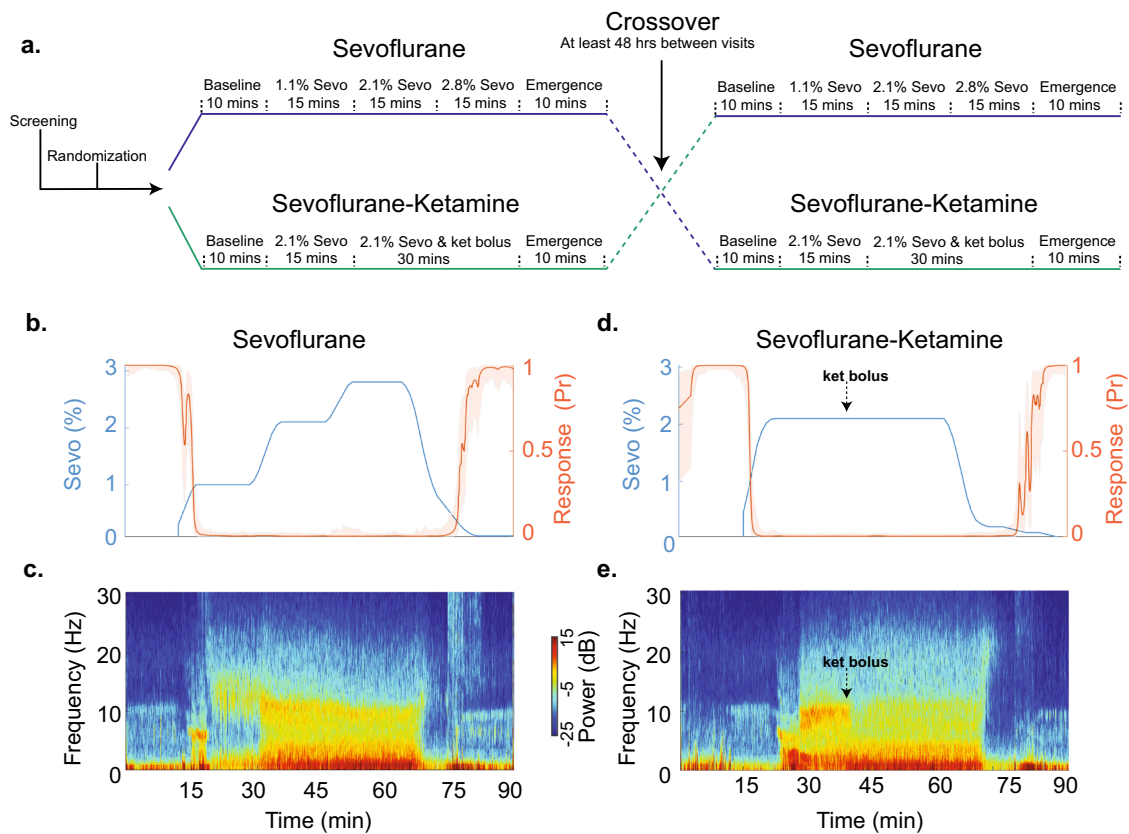 a.
Crossover
At least 48 hrs between visits
Sevoflurane
Sevoflurane
Baseline 1.1% Sevo 2.1% Sevo 2.8% Sevo Emergence
10 mins 15 mins 15 mins 15 mins 10 mins
Baseline 1.1% Sevo 2.1% Sevo 2.8% Sevo Emergence
10 mins 15 mins 15 mins 15 mins 10 mins
Screening
Randomization
Sevoflurane-Ketamine
Sevoflurane-Ketamine
Baseline 2.1% Sevo 2.1% Sevo & ket bolus Emergence
10 mins 15 mins 30 mins 10 mins
Baseline 2.1% Sevo 2.1% Sevo & ket bolus Emergence
10 mins 15 mins 30 mins 10 mins
b.
Sevoflurane
3
2
1
0
Sevo (%)
1
0.5
0
Response (Pr)
d.
Sevoflurane-Ketamine
ket bolus
3
2
1
0
Sevo (%)
1
0.5
0
Response (Pr)
c.
30
20
10
0
Frequency (Hz)
15 30 45 60 75 90
Time (min)
15
-5
-25
Power (dB)
e.
ket bolus
30
20
10
0
Frequency (Hz)
15 30 45 60 75 90
Time (min)